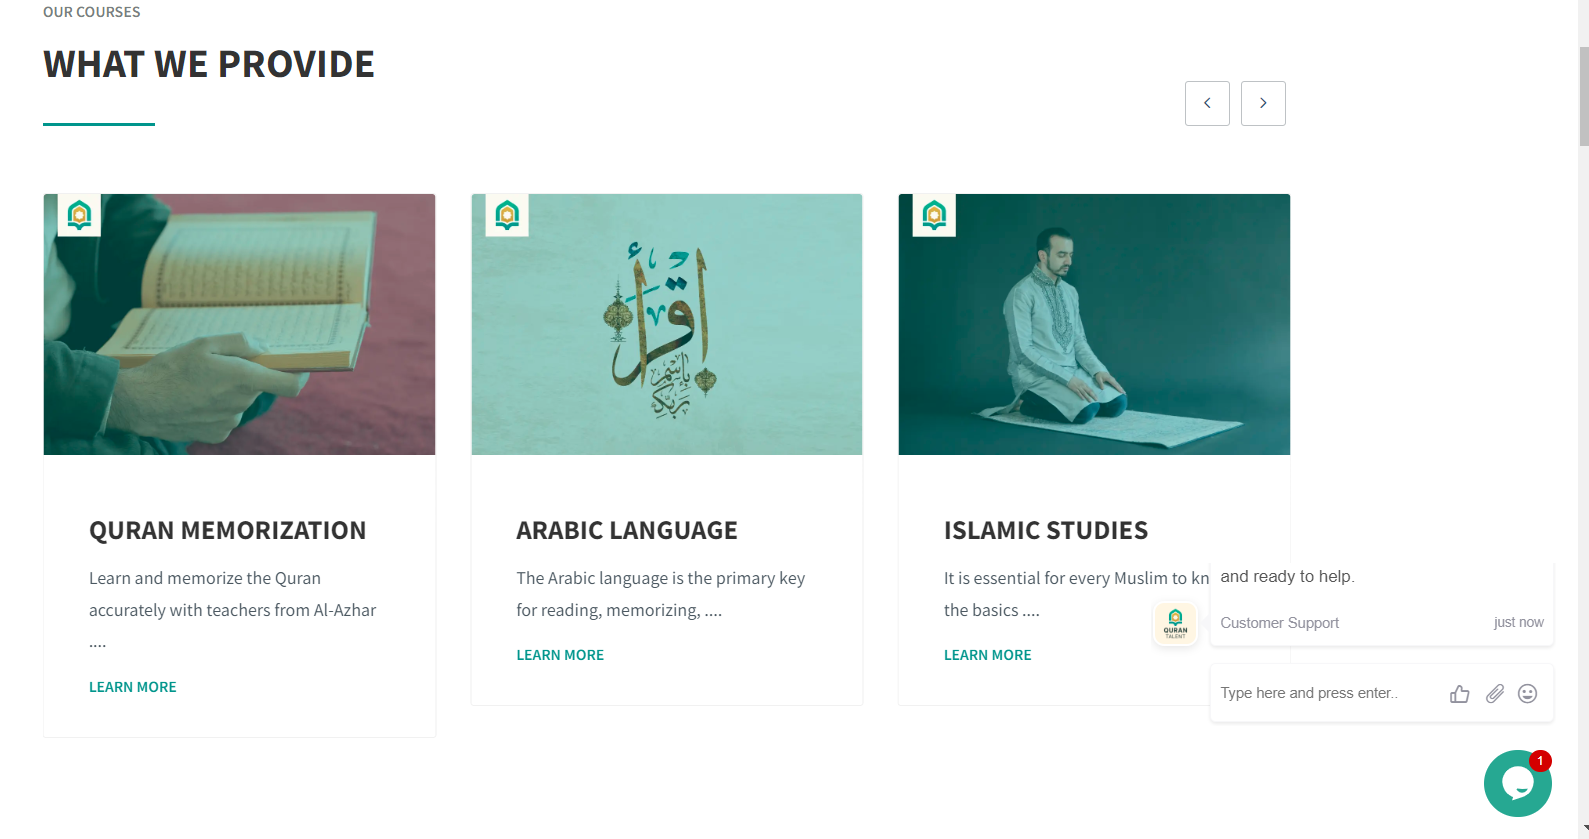 OUR COURSES
WHAT WE PROVIDE
اقرأ
باسم
ربك
QURAN MEMORIZATION
Learn and memorize the Quran
accurately with teachers from Al-Azhar
....
LEARN MORE
ARABIC LANGUAGE
The Arabic language is the primary key
for reading, memorizing, ....
LEARN MORE
ISLAMIC STUDIES
It is essential for every Muslim to kn
the basics ....
LEARN MORE
and ready to help.
QURAN
TALENT
Customer Support
just now
Type here and press enter..
1